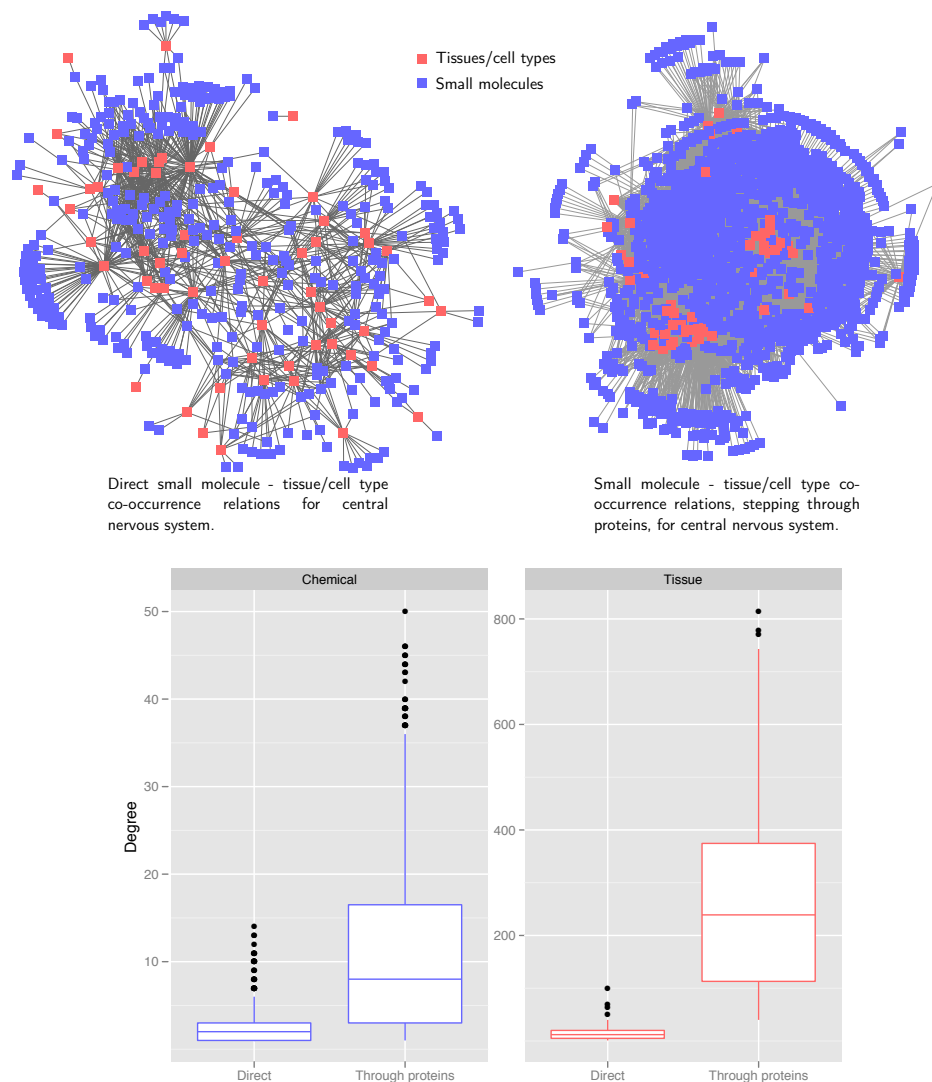 Tissues/cell types
Small molecules
Direct small molecule - tissue/cell type
co-occurrence relations for central
nervous system.
Small molecule - tissue/cell type co-
occurrence relations, stepping through
proteins, for central nervous system.
Chemical
Tissue
Degree
50
40
30
20
10
800
600
400
200
Direct
Through proteins
Direct
Through proteins